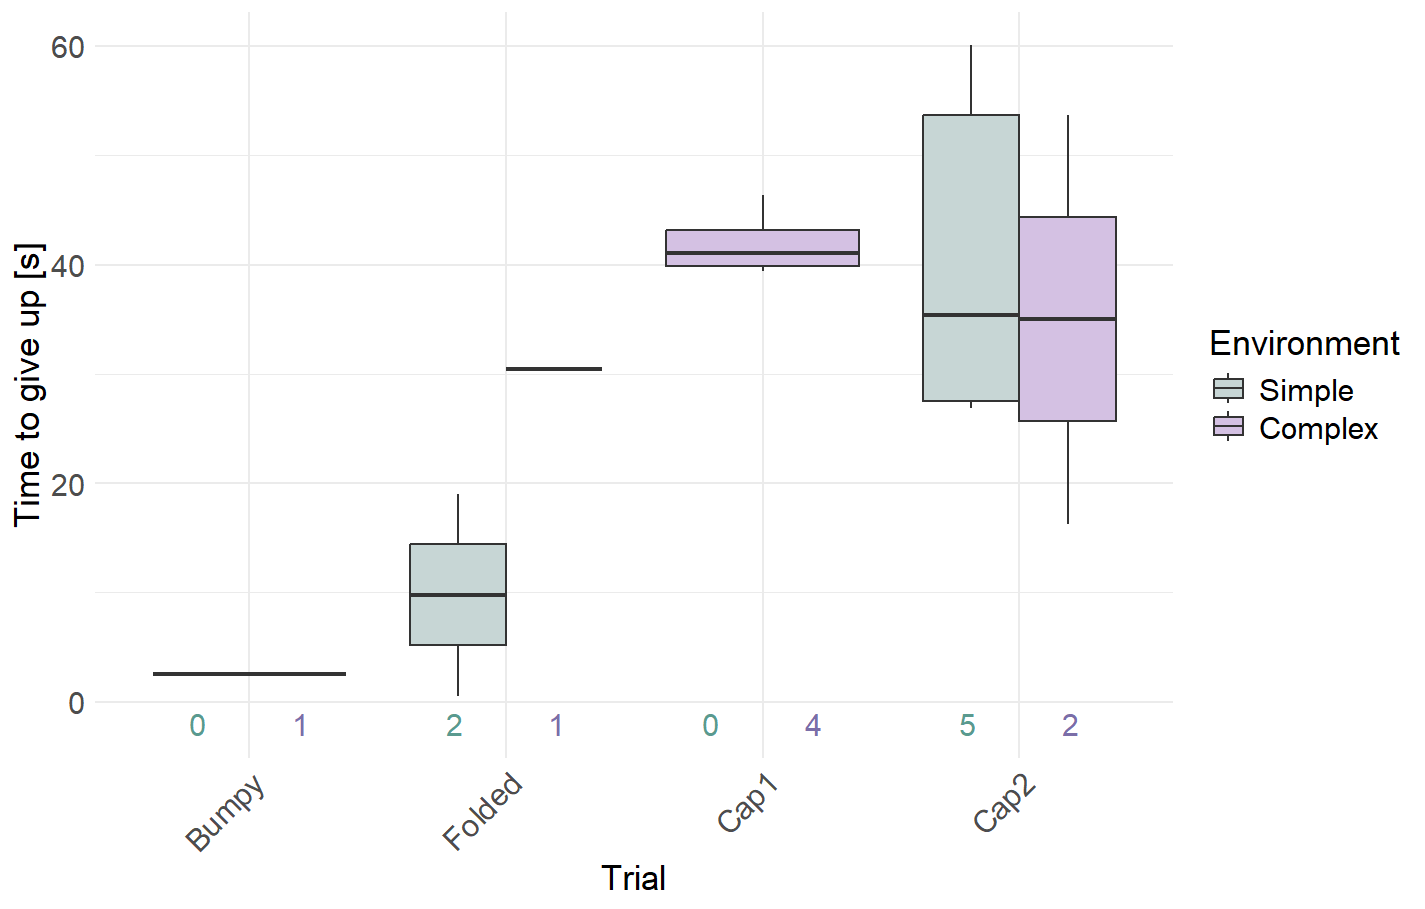 60
40
20
0
Time to give up [s]
0 1 2 1 0 4 5 2
Bumpy Folded Cap1 Cap2
Trial
Environment
Simple
Complex